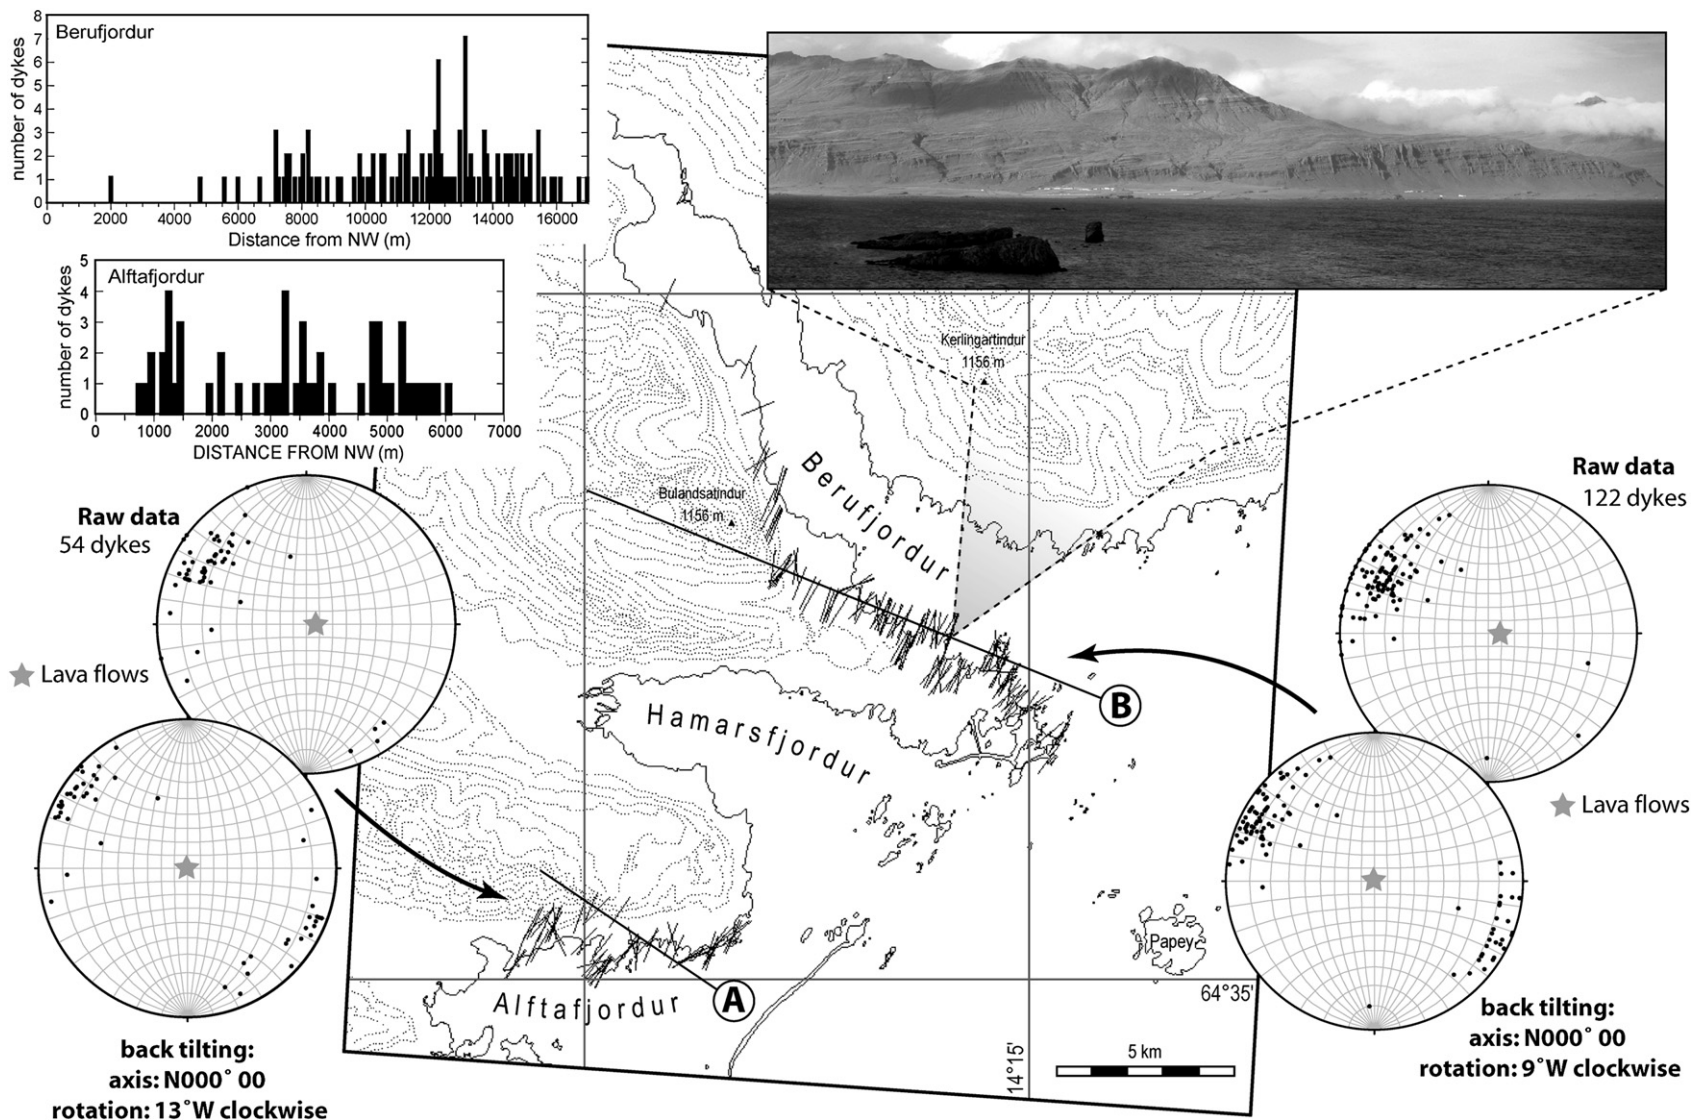 Berufjordur
number of dykes
8
7
6
5
4
3
2
1
0
0 2000 4000 6000 8000 10000 12000 14000 16000
Distance from NW (m)
Alftafjordur
number of dykes
5
4
3
2
1
0
0 1000 2000 3000 4000 5000 6000 7000
DISTANCE FROM NW (m)
Raw data
54 dykes
Lava flows
back tilting:
axis: N000° 00
rotation: 13°W clockwise
Kerlingartindur
1156 m
Bulandsatindur
1156 m
Berufjordur
Hamarsfjordur
Alftafjordur
A
B
Papey
64°35'
14°15'
5 km
Raw data
122 dykes
Lava flows
back tilting:
axis: N000° 00
rotation: 9°W clockwise